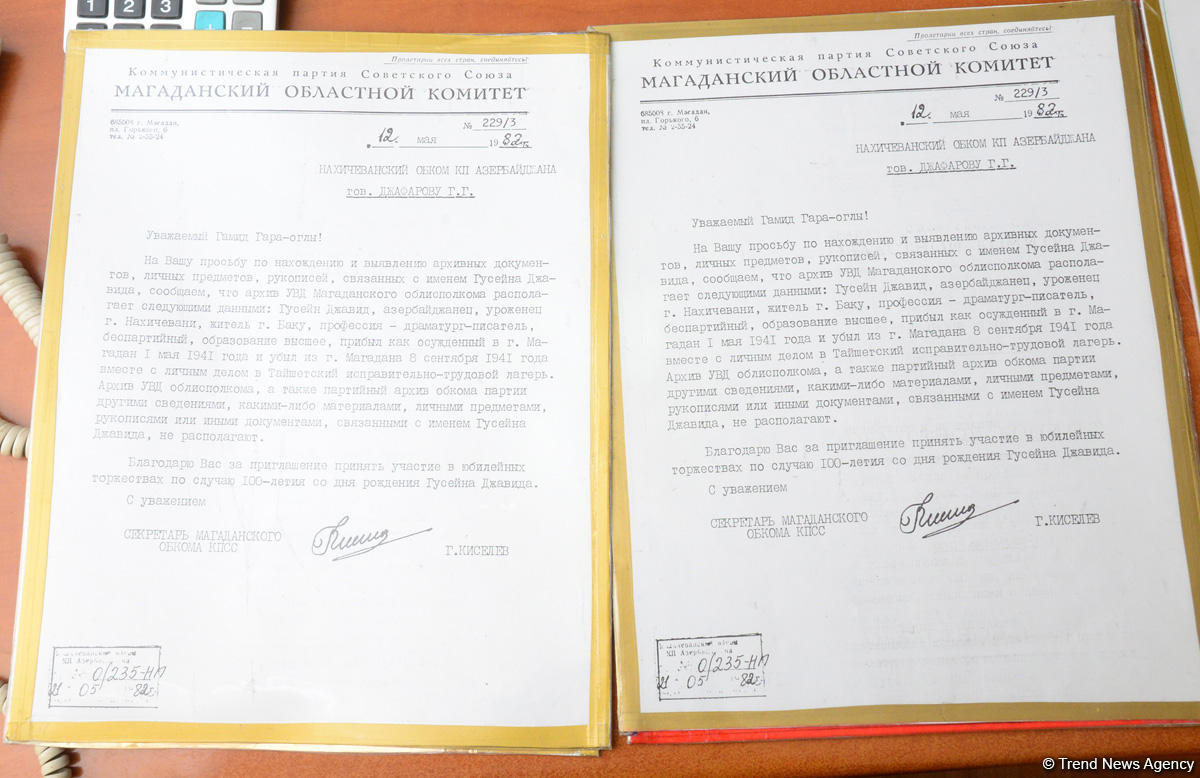 1 2 3
0
Пролетарии всех стран, соединяйтесь!
Коммунистическая партия Советского Союза
МАГАДАНСКИЙ ОБЛАСТНОЙ КОМИТЕТ
685008 г. Магадан,
пл. Горького, 6
тел. № 2-55-24
№ 229/3
12. мая 1982г.
НАХИЧЕВАНСКИЙ ОБКОМ КП АЗЕРБАЙДЖАНА
тов. ДЖАФАРОВУ Г.Г.
Уважаемый Гамид Гара-оглы!
На Вашу просьбу по нахождению и выявлению архивных докумен-
тов, личных предметов, рукописей, связанных с именем Гусейна Джа-
вида, сообщаем, что архив УВД Магаданского облисполкома распола-
гает следующими данными: Гусейн Джавид, азербайджанец, уроженец
г. Нахичевани, житель г. Баку, профессия - драматург-писатель,
беспартийный, образование высшее, прибыл как осужденный в г. Ма-
гадан I мая 1941 года и убыл из г. Магадана 8 сентября 1941 года
вместе с личным делом в Тайшетский исправительно-трудовой лагерь.
Архив УВД облисполкома, а также партийный архив обкома партии
другими сведениями, какими-либо материалами, личными предметами,
рукописями или иными документами, связанными с именем Гусейна
Джавида, не располагают.
Благодарю Вас за приглашение принять участие в юбилейных
торжествах по случаю 100-летия со дня рождения Гусейна Джавида.
С уважением
СЕКРЕТАРЬ МАГАДАНСКОГО
ОБКОМА КПСС
Г.КИСЕЛЕВ
0/235-НП
21 05 82г.
Пролетарии всех стран, соединяйтесь!
Коммунистическая партия Советского Союза
МАГАДАНСКИЙ ОБЛАСТНОЙ КОМИТЕТ
685008 г. Магадан,
пл. Горького, 6
тел. № 2-55-24
№ 229/3
12. мая 1982г.
НАХИЧЕВАНСКИЙ ОБКОМ КП АЗЕРБАЙДЖАНА
тов. ДЖАФАРОВУ Г.Г.
Уважаемый Гамид Гара-оглы!
На Вашу просьбу по нахождению и выявлению архивных докумен-
тов, личных предметов, рукописей, связанных с именем Гусейна Джа-
вида, сообщаем, что архив УВД Магаданского облисполкома распола-
гает следующими данными: Гусейн Джавид, азербайджанец, уроженец
г. Нахичевани, житель г. Баку, профессия - драматург-писатель,
беспартийный, образование высшее, прибыл как осужденный в г. Ма-
гадан I мая 1941 года и убыл из г. Магадана 8 сентября 1941 года
вместе с личным делом в Тайшетский исправительно-трудовой лагерь.
Архив УВД облисполкома, а также партийный архив обкома партии
другими сведениями, какими-либо материалами, личными предметами,
рукописями или иными документами, связанными с именем Гусейна
Джавида, не располагают.
Благодарю Вас за приглашение принять участие в юбилейных
торжествах по случаю 100-летия со дня рождения Гусейна Джавида.
С уважением
СЕКРЕТАРЬ МАГАДАНСКОГО
ОБКОМА КПСС
Г.КИСЕЛЕВ
0/235-НП
21 05 82г.
© Trend News Agency